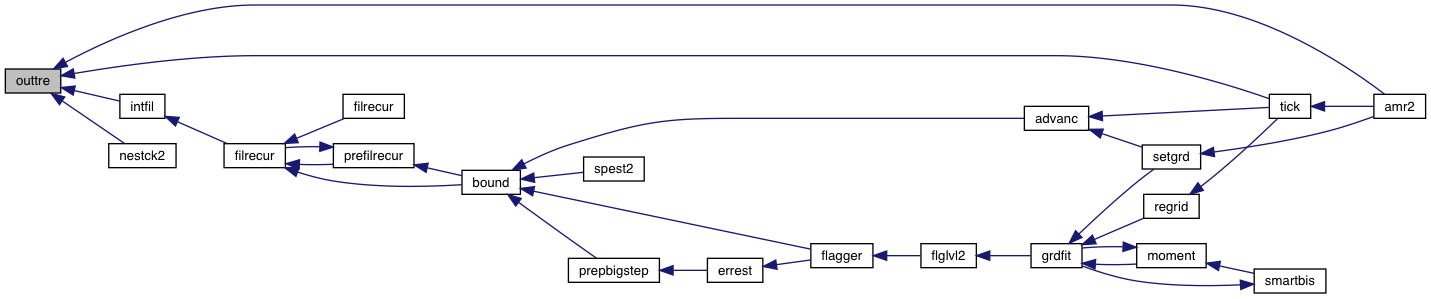 outtre
intfil
nestck2
filrecur
filrecur
prefilrecur
bound
spest2
prepbigstep
errest
flagger
flglvl2
advanc
grdfit
setgrd
regrid
moment
smartbis
tick
amr2